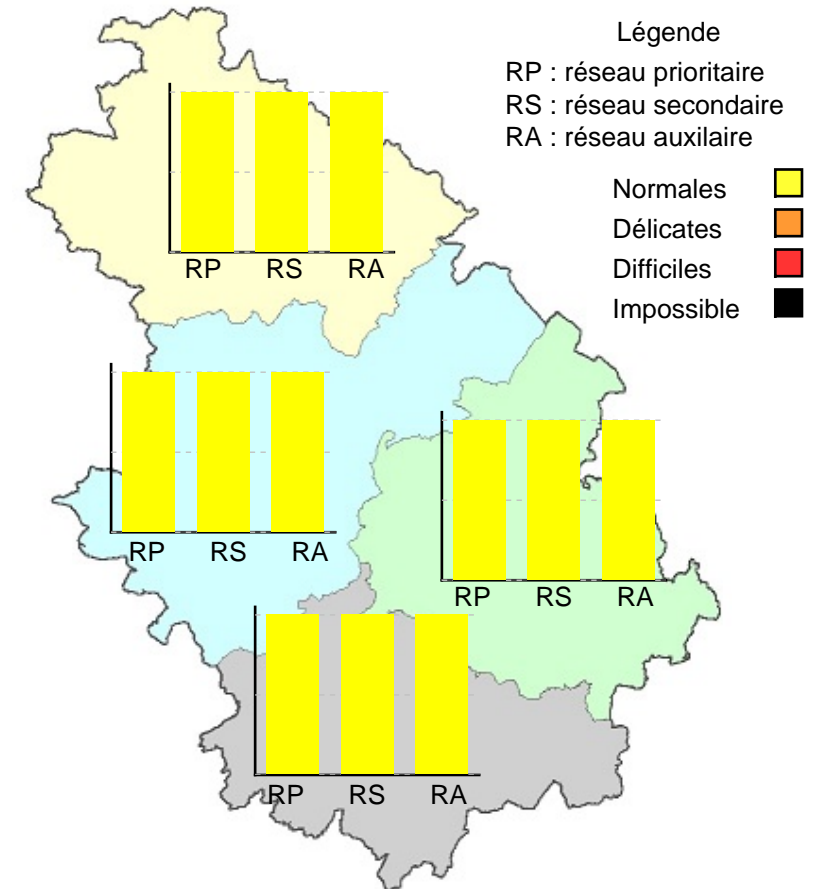 Légende
RP : réseau prioritaire
RS : réseau secondaire
RA : réseau auxilaire
Normales
Délicates
Difficiles
Impossible
RP RS RA
RP RS RA
RP RS RA
RP RS RA